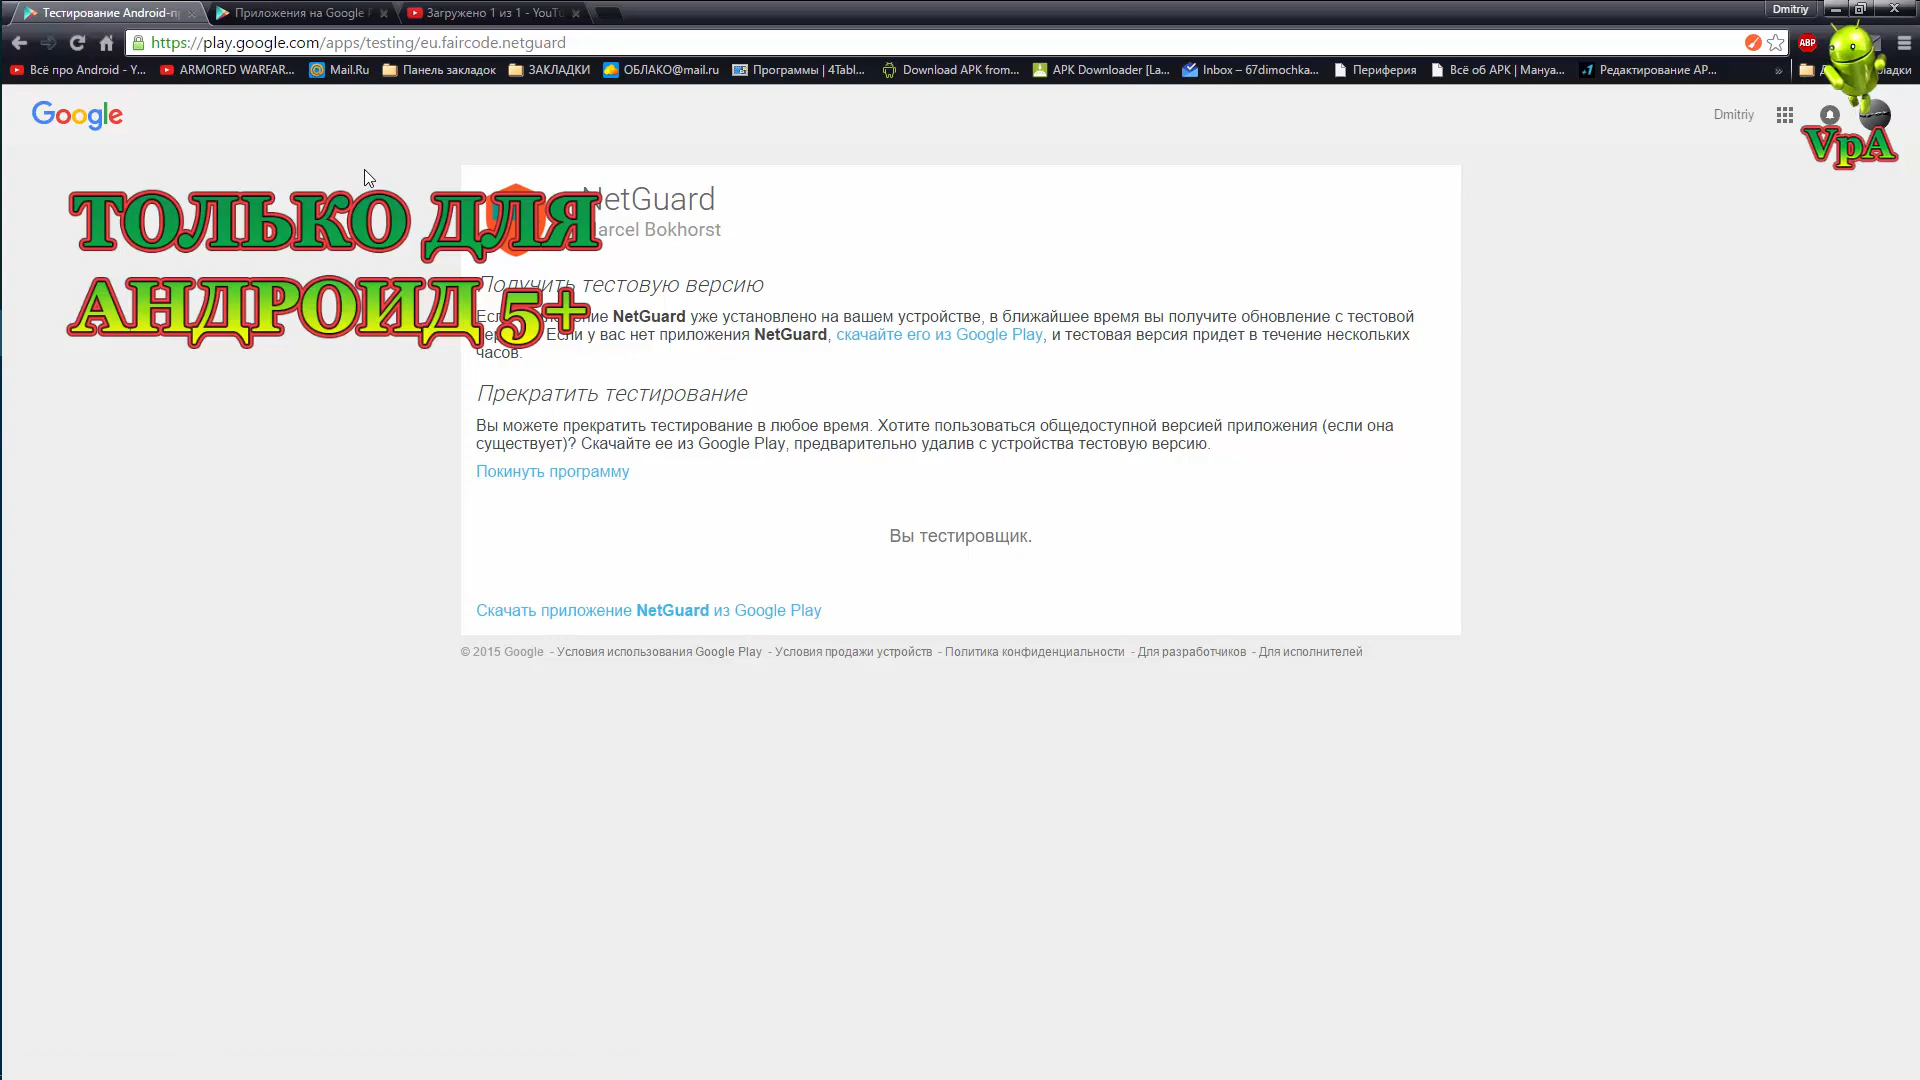 Тестирование Android-п
Приложения на Google
Загружено 1 из 1 - YouTu
Dmitriy
https://play.google.com/apps/testing/eu.faircode.netguard
ABP
Всё про Android - Y...
ARMORED WARFAR...
Mail.Ru
Панель закладок
ЗАКЛАДКИ
ОБЛАКО@mail.ru
Программы | 4Tabl...
Download APK from...
APK Downloader [La...
Inbox – 67dimochka...
Периферия
Всё об APK | Мануа...
Редактирование AP...
»
Google
Dmitriy
VpA
ТОЛЬКО ДЛЯ
АНДРОИД 5+
NetGuard
arcel Bokhorst
Получить тестовую версию
NetGuard уже установлено на вашем устройстве, в ближайшее время вы получите обновление с тестовой
Если у вас нет приложения NetGuard, скачайте его из Google Play, и тестовая версия придет в течение нескольких
часов.
Прекратить тестирование
Вы можете прекратить тестирование в любое время. Хотите пользоваться общедоступной версией приложения (если она
существует)? Скачайте ее из Google Play, предварительно удалив с устройства тестовую версию.
Покинуть программу
Вы тестировщик.
Скачать приложение NetGuard из Google Play
© 2015 Google - Условия использования Google Play - Условия продажи устройств - Политика конфиденциальности - Для разработчиков - Для исполнителей